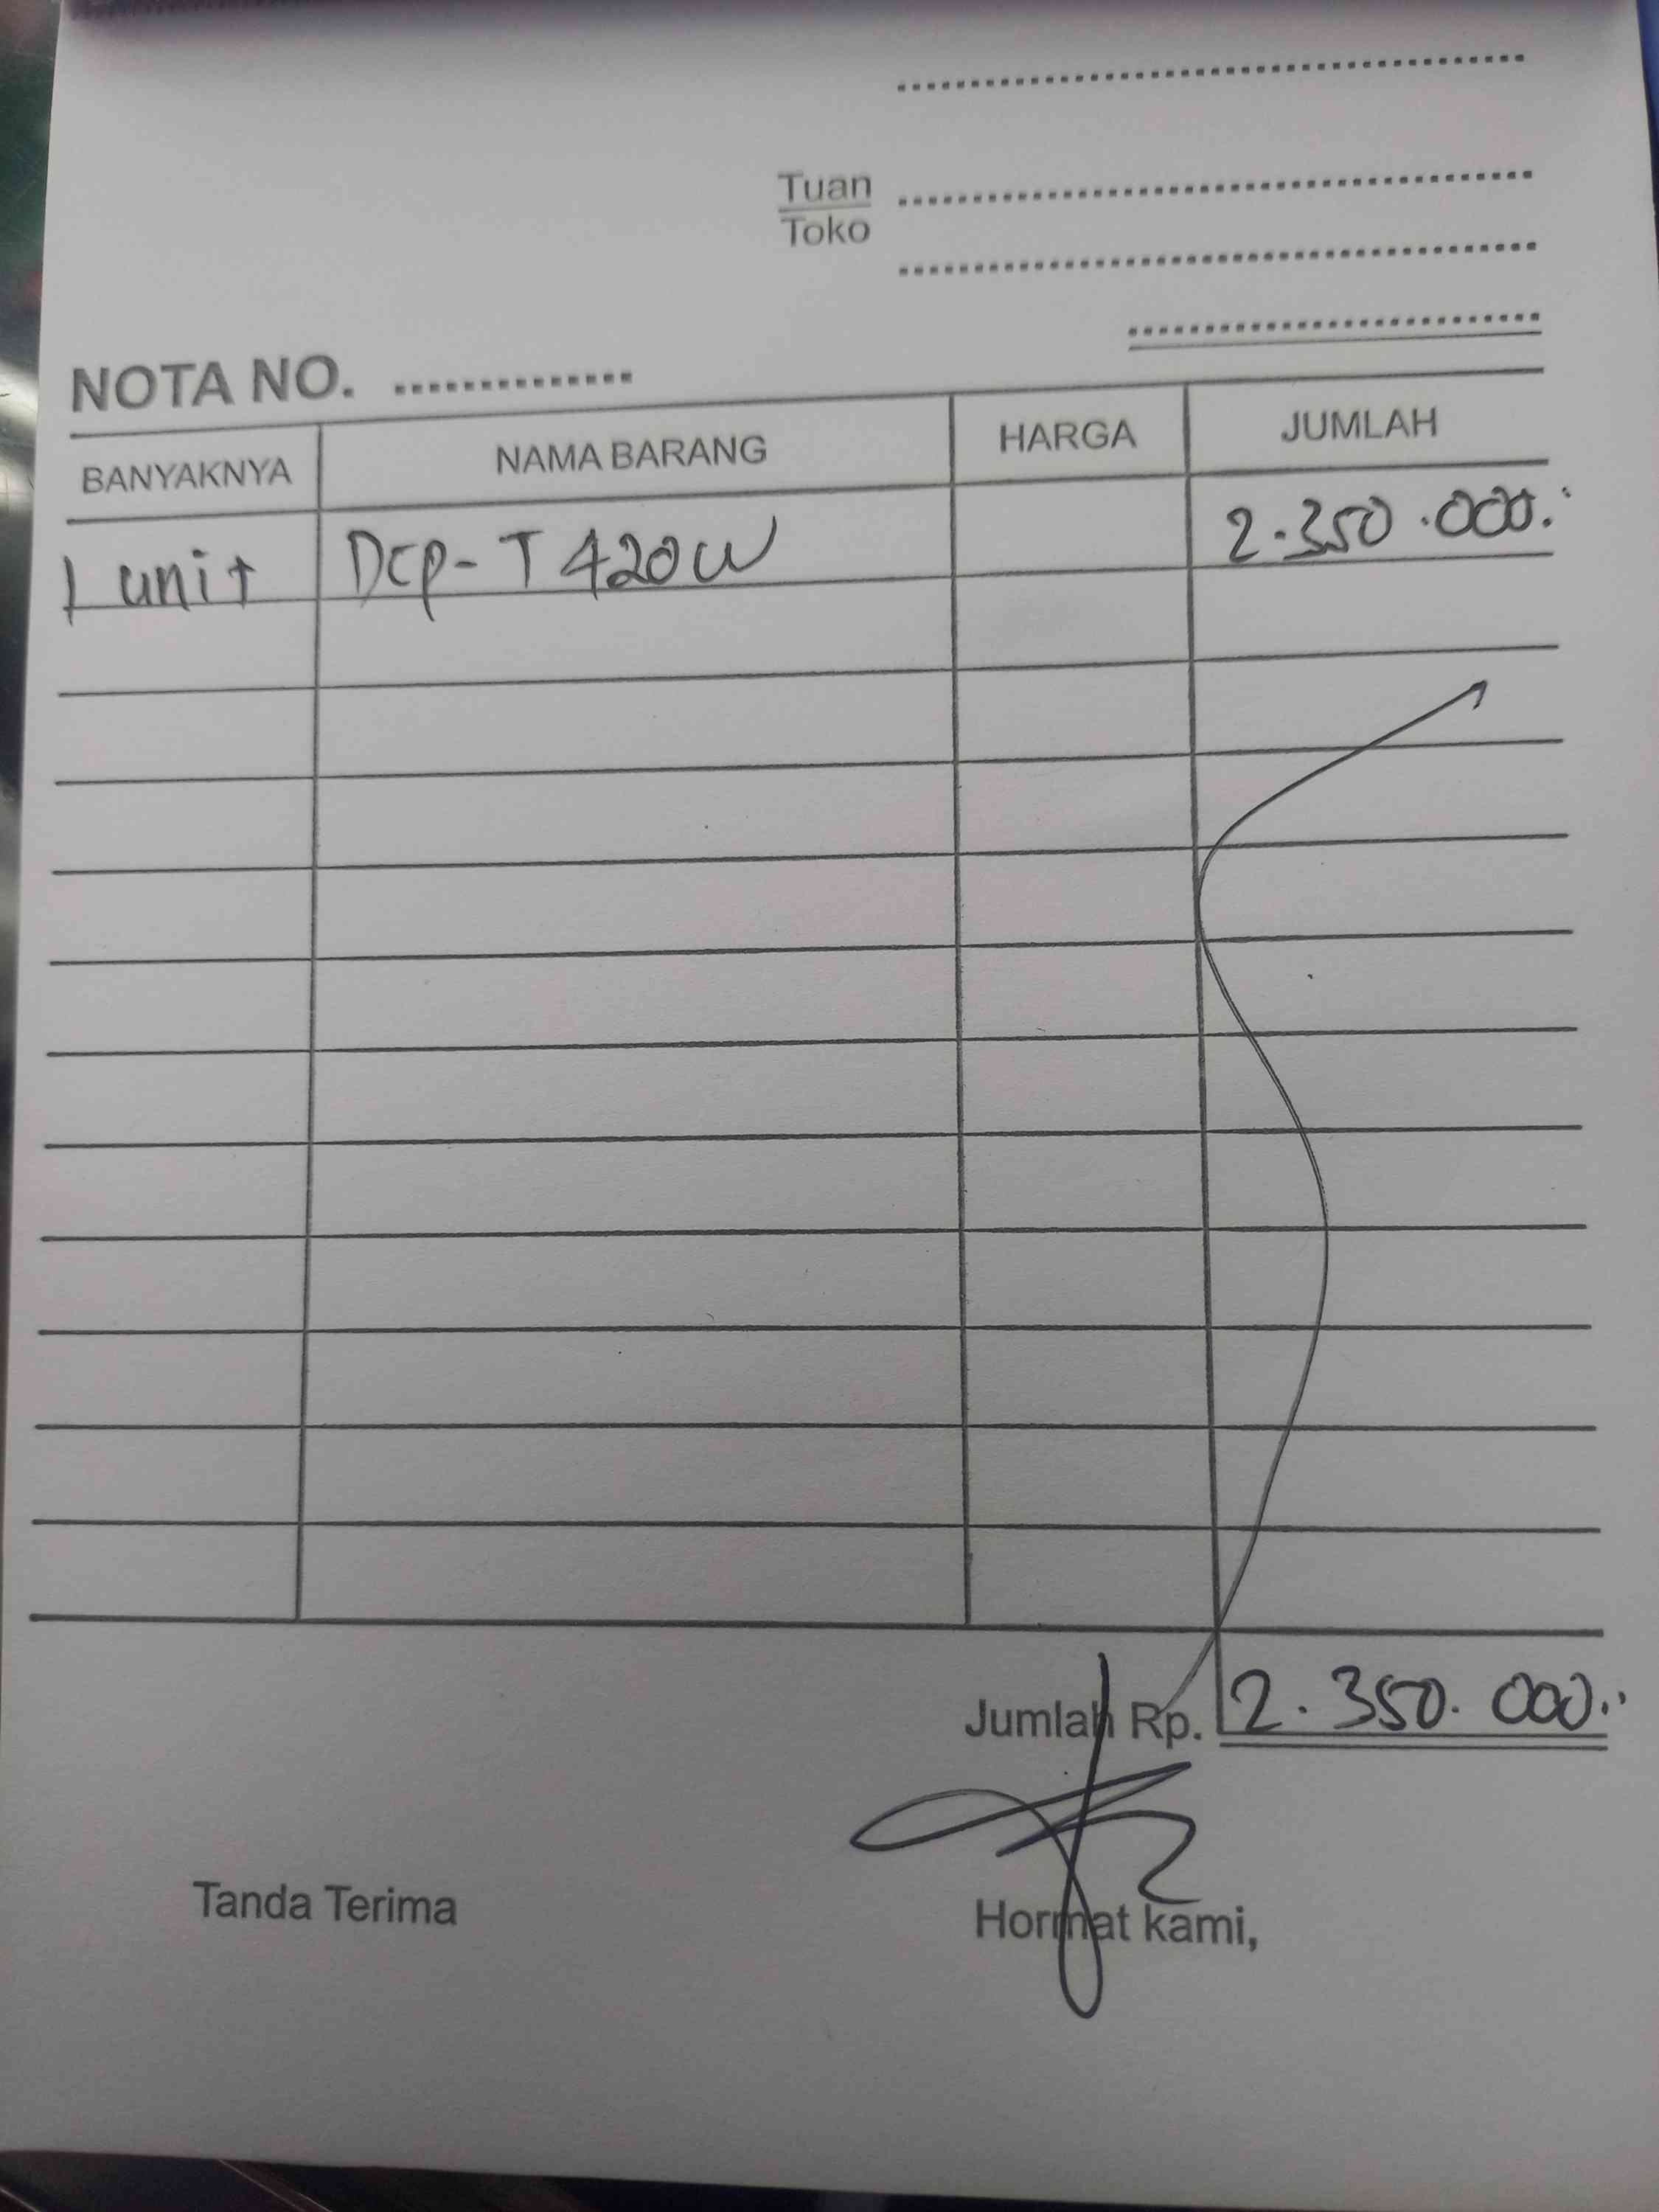 Tuan
Toko
NOTA NO.
BANYAKNYA NAMA BARANG HARGA JUMLAH
1 unit DCP-T420W 2.350.000.-
Jumlah Rp. 2.350.000.-
Tanda Terima Hormat kami,